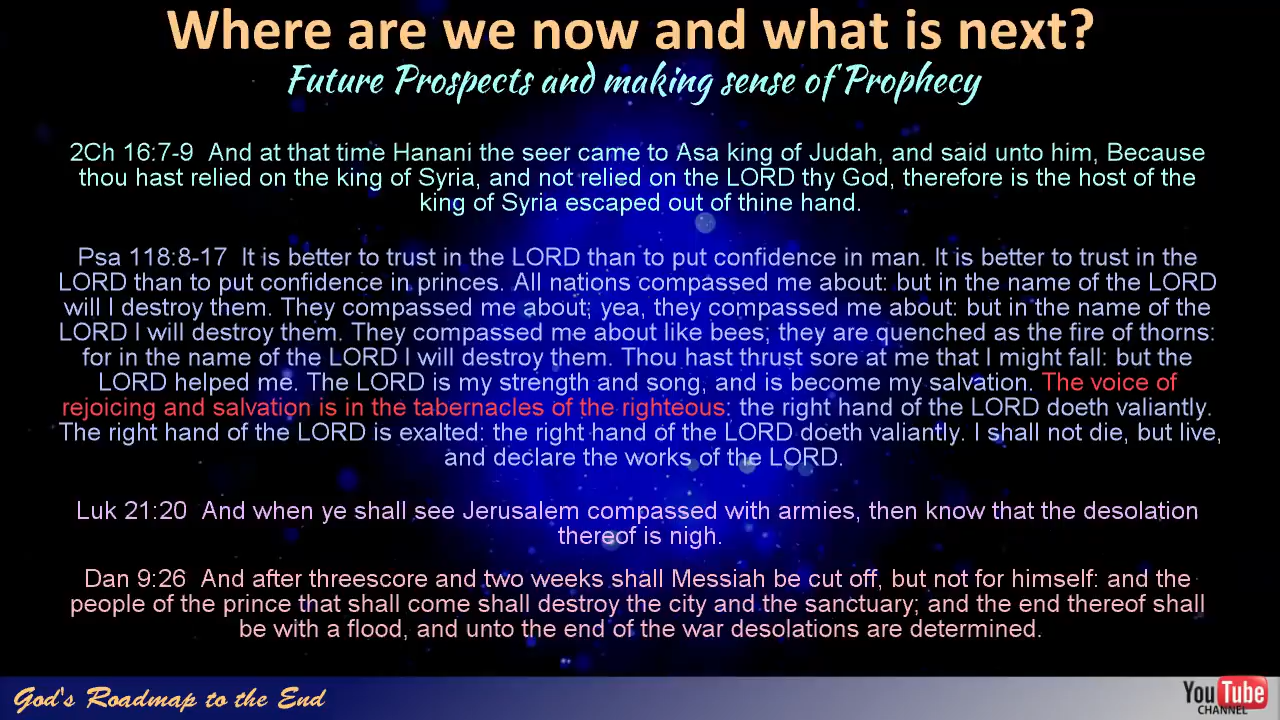 Where are we now and what is next?
Future Prospects and making sense of Prophecy
2Ch 16:7-9  And at that time Hanani the seer came to Asa king of Judah, and said unto him, Because
thou hast relied on the king of Syria, and not relied on the LORD thy God, therefore is the host of the
king of Syria escaped out of thine hand.
Psa 118:8-17  It is better to trust in the LORD than to put confidence in man. It is better to trust in the
LORD than to put confidence in princes. All nations compassed me about: but in the name of the LORD
will I destroy them. They compassed me about; yea, they compassed me about: but in the name of the
LORD I will destroy them. They compassed me about like bees; they are quenched as the fire of thorns:
for in the name of the LORD I will destroy them. Thou hast thrust sore at me that I might fall: but the
LORD helped me. The LORD is my strength and song, and is become my salvation. The voice of
rejoicing and salvation is in the tabernacles of the righteous: the right hand of the LORD doeth valiantly.
The right hand of the LORD is exalted: the right hand of the LORD doeth valiantly. I shall not die, but live,
and declare the works of the LORD.
Luk 21:20  And when ye shall see Jerusalem compassed with armies, then know that the desolation
thereof is nigh.
Dan 9:26  And after threescore and two weeks shall Messiah be cut off, but not for himself: and the
people of the prince that shall come shall destroy the city and the sanctuary; and the end thereof shall
be with a flood, and unto the end of the war desolations are determined.
God's Roadmap to the End
YouTube
CHANNEL